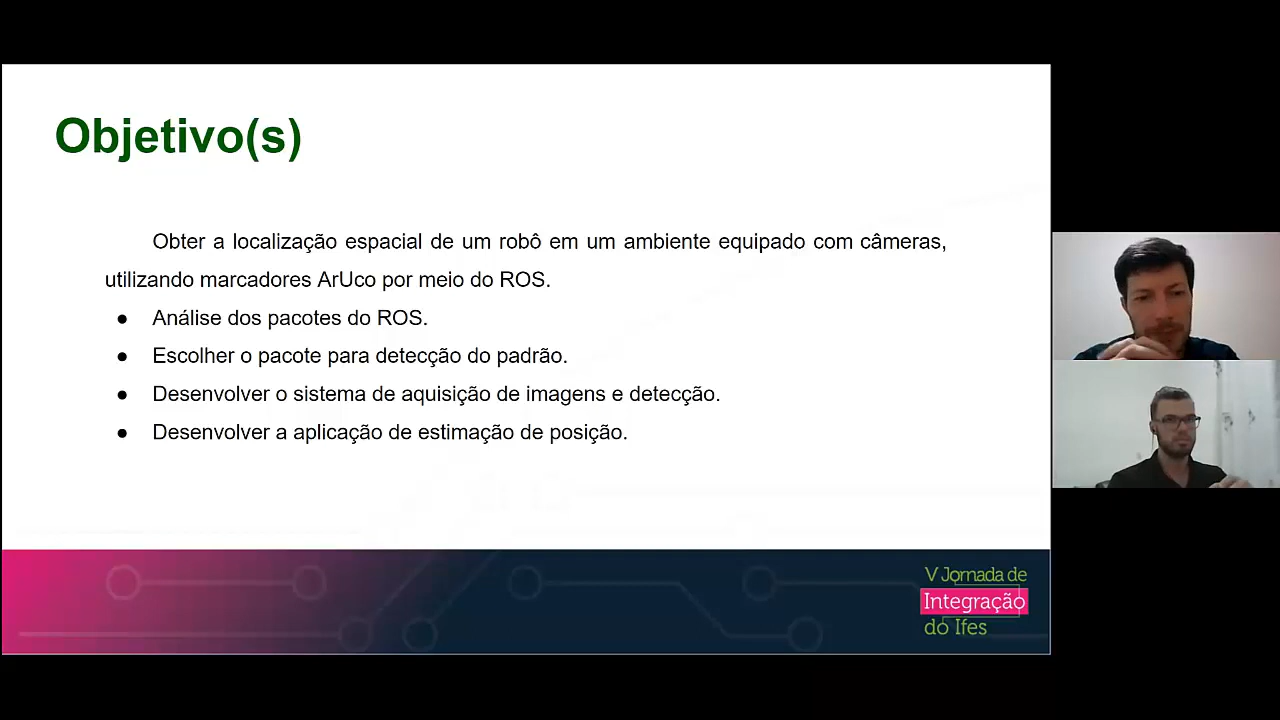 Objetivo(s)
Obter a localização espacial de um robô em um ambiente equipado com câmeras,
utilizando marcadores ArUco por meio do ROS.
● Análise dos pacotes do ROS.
● Escolher o pacote para detecção do padrão.
● Desenvolver o sistema de aquisição de imagens e detecção.
● Desenvolver a aplicação de estimação de posição.
V Jornada de
Integração
do Ifes